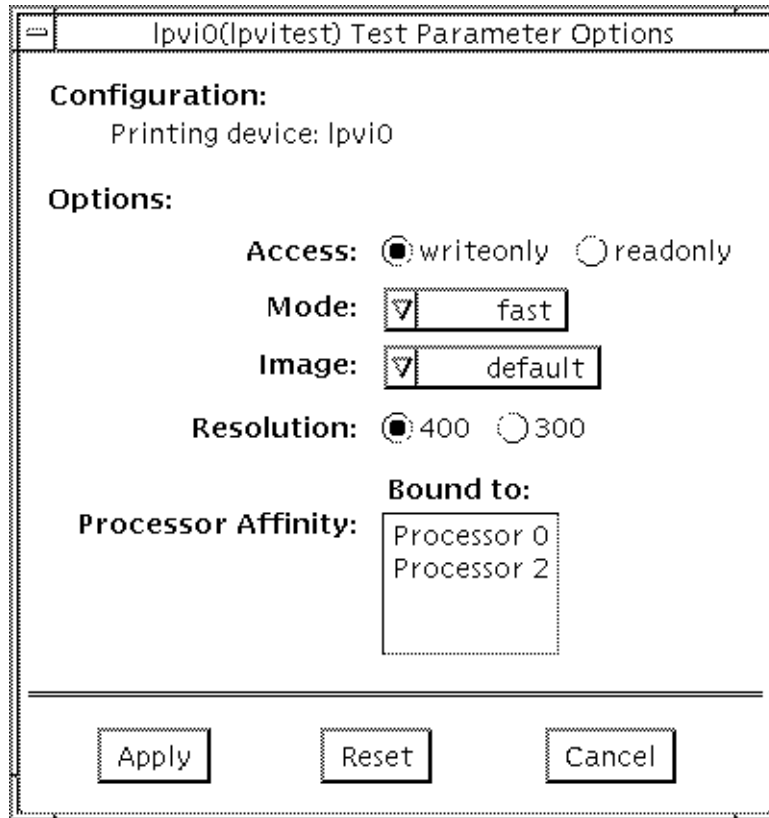 lpvi0(lpvitest) Test Parameter Options
Configuration:
Printing device: lpvi0
Options:
Access: writeonly readonly
Mode: fast
Image: default
Resolution: 400 300
Bound to:
Processor Affinity:
Processor 0
Processor 2
Apply Reset Cancel